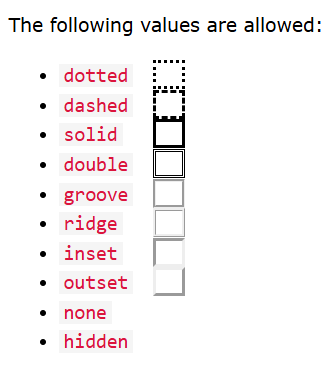 The following values are allowed:
dotted
dashed
solid
double
groove
ridge
inset
outset
none
hidden